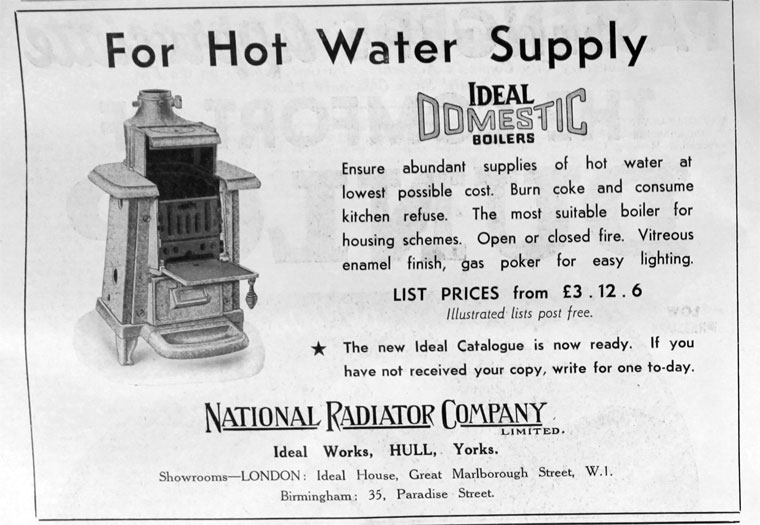 For Hot Water Supply
IDEAL
DOMESTIC
BOILERS
Ensure abundant supplies of hot water at
lowest possible cost. Burn coke and consume
kitchen refuse. The most suitable boiler for
housing schemes. Open or closed fire. Vitreous
enamel finish, gas poker for easy lighting.
LIST PRICES from £3 . 12 . 6
Illustrated lists post free.
★ The new Ideal Catalogue is now ready. If you
have not received your copy, write for one to-day.
NATIONAL RADIATOR COMPANY
LIMITED.
Ideal Works, HULL, Yorks.
Showrooms—LONDON: Ideal House, Great Marlborough Street, W.1.
Birmingham: 35, Paradise Street.